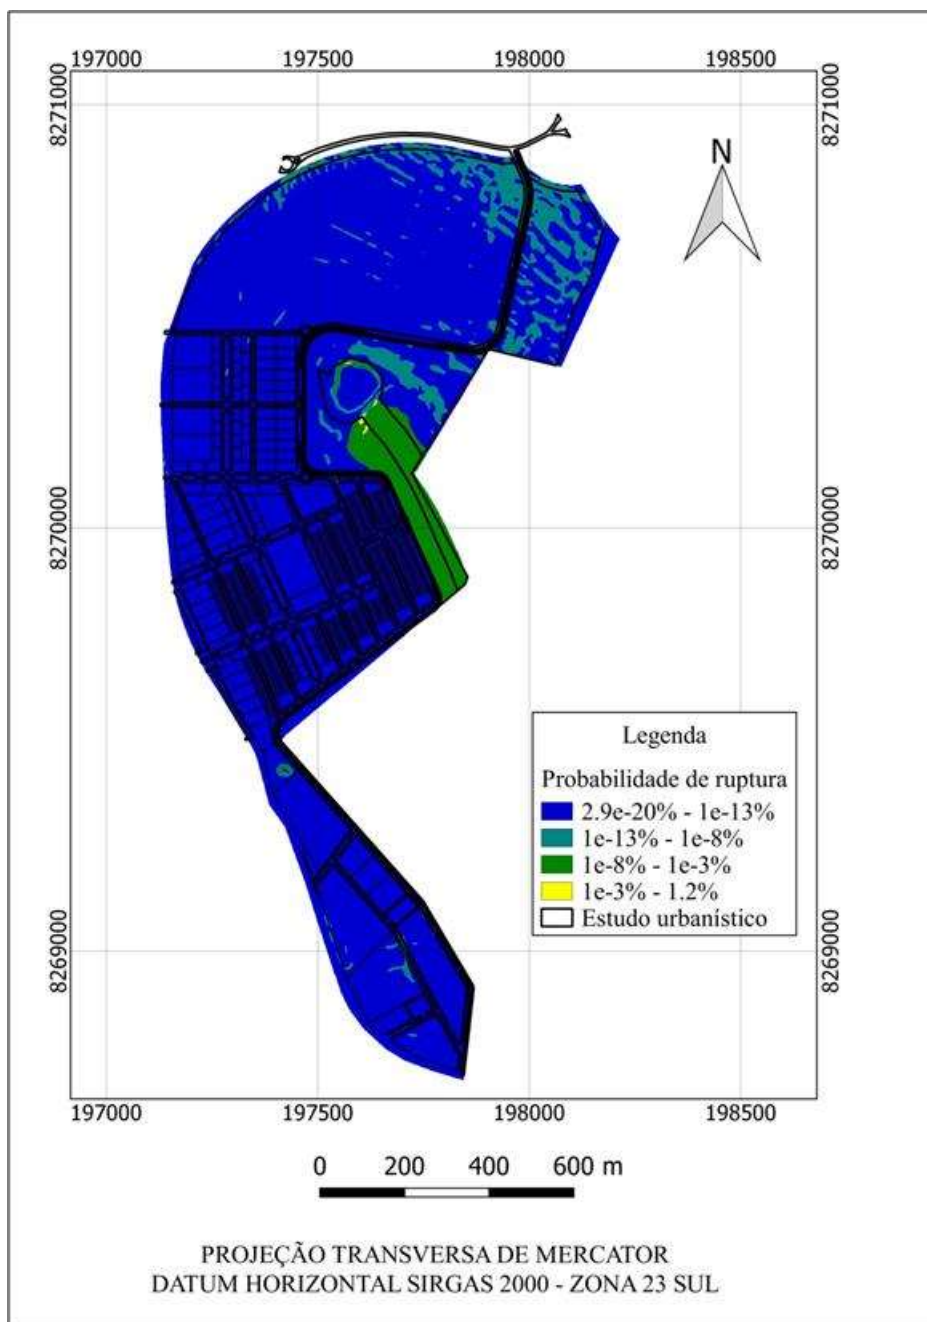 197000 197500 198000 198500
8271000 8271000
N
8270000 8270000
Legenda
Probabilidade de ruptura
2.9e-20% - 1e-13%
1e-13% - 1e-8%
1e-8% - 1e-3%
1e-3% - 1.2%
Estudo urbanístico
8269000 8269000
197000 197500 198000 198500
0 200 400 600 m
PROJEÇÃO TRANSVERSA DE MERCATOR
DATUM HORIZONTAL SIRGAS 2000 - ZONA 23 SUL